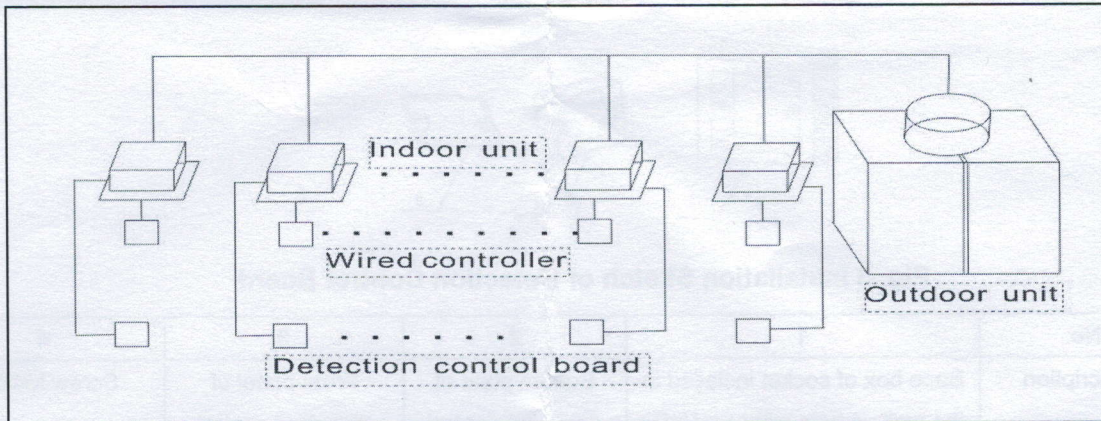 Indoor unit
Wired controller
Outdoor unit
Detection control board